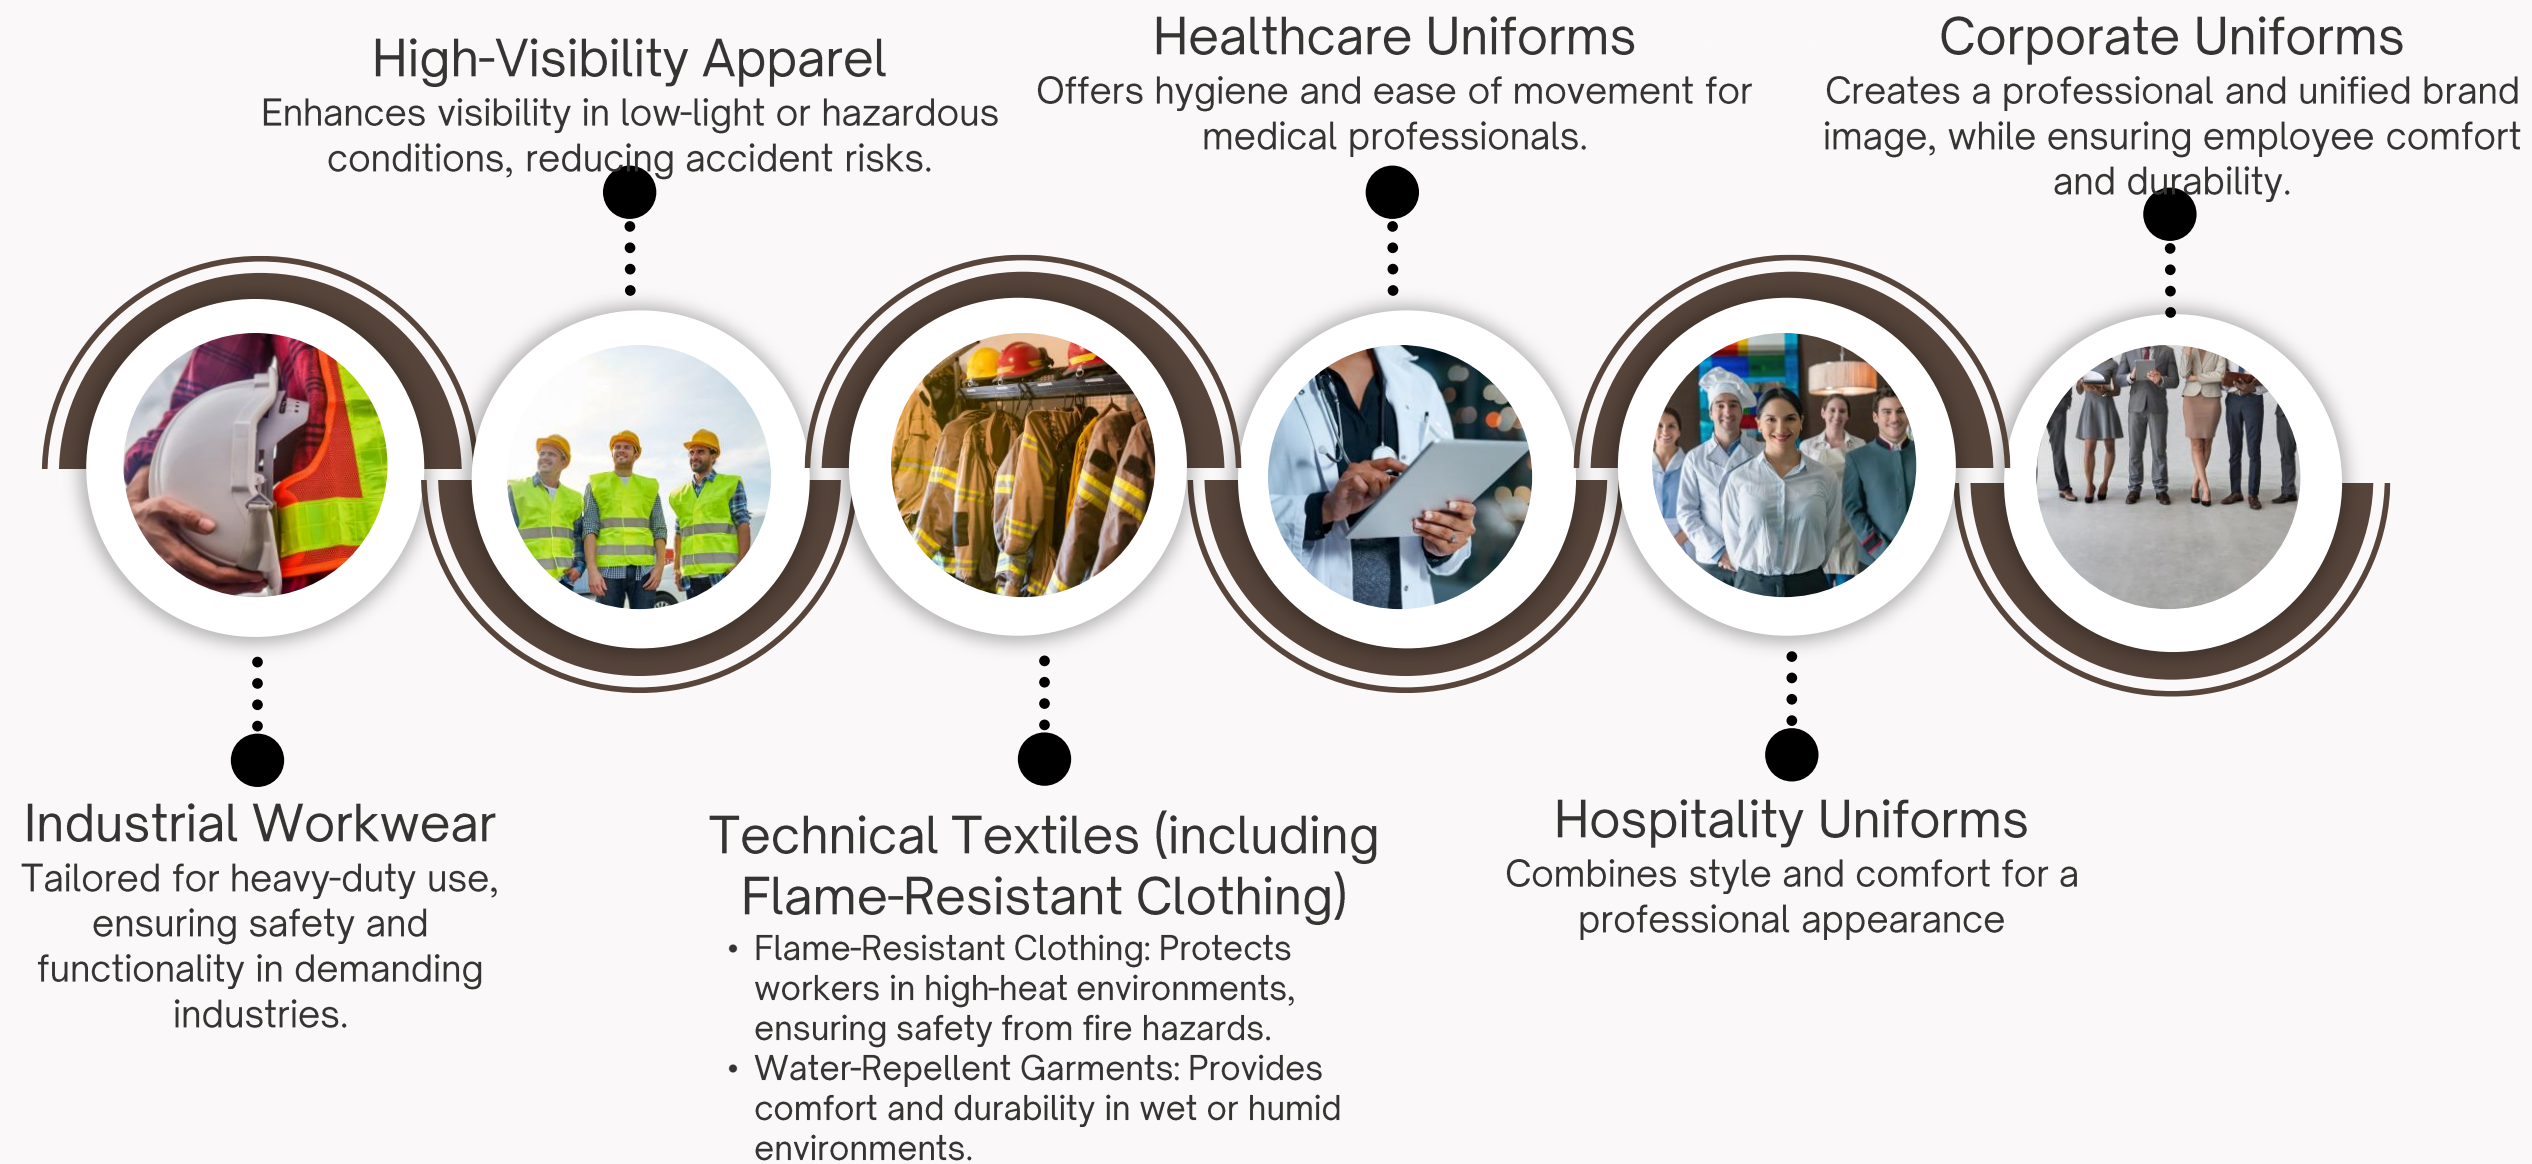 High-Visibility Apparel
Enhances visibility in low-light or hazardous
conditions, reducing accident risks.
Healthcare Uniforms
Offers hygiene and ease of movement for
medical professionals.
Corporate Uniforms
Creates a professional and unified brand
image, while ensuring employee comfort
and durability.
Industrial Workwear
Tailored for heavy-duty use,
ensuring safety and
functionality in demanding
industries.
Technical Textiles (including
Flame-Resistant Clothing)
• Flame-Resistant Clothing: Protects
workers in high-heat environments,
ensuring safety from fire hazards.
• Water-Repellent Garments: Provides
comfort and durability in wet or humid
environments.
Hospitality Uniforms
Combines style and comfort for a
professional appearance